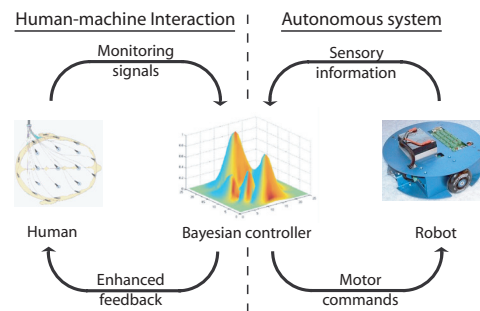 Human-machine Interaction
Autonomous system
Monitoring
signals
Sensory
information
Human
Bayesian controller
Robot
Enhanced
feedback
Motor
commands